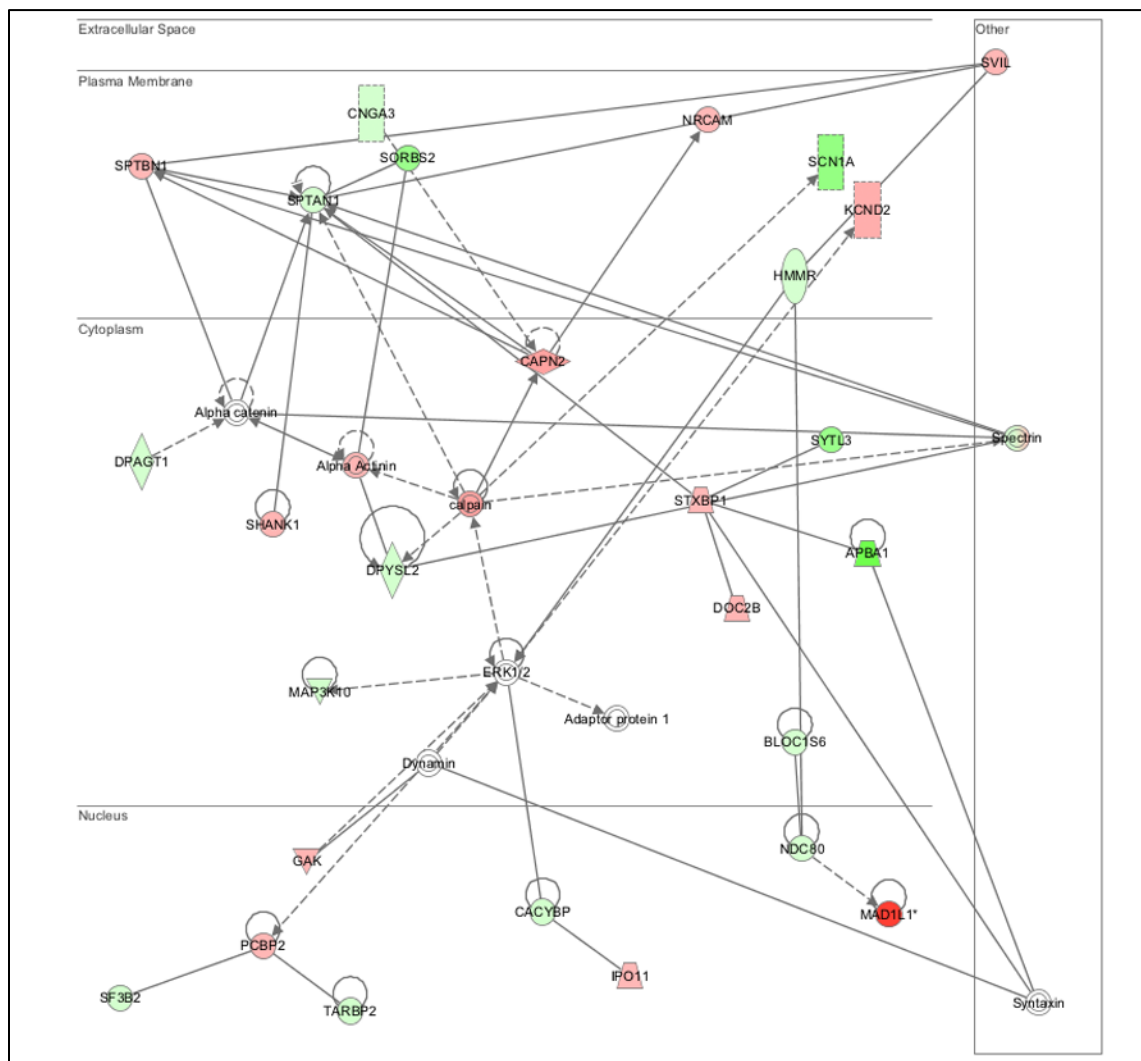 Extracellular Space
Other
SVIL
Plasma Membrane
CNGA3
NRCAM
SORBS2
SPTBN1
SCN1A
SPTAN1
KCND2
HMMR
Cytoplasm
CAPN2
Alpha catenin
SYTL3
Spectrin
DPAGT1
Alpha Actinin
calpain
STXBP1
SHANK1
APBA1
DPYSL2
DOC2B
ERK1/2
MAP3K10
Adaptor protein 1
BLOC1S6
Dynamin
Nucleus
GAK
NDC80
CACYBP
MAD1L1*
PCBP2
IPO11
SF3B2
Syntaxin
TARBP2